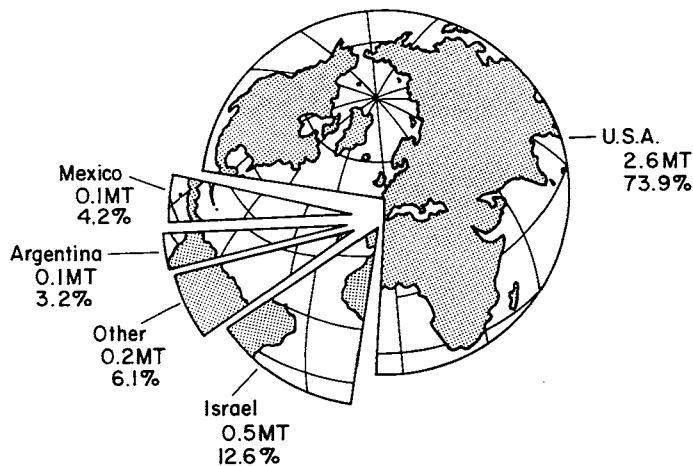 U.S.A.
2.6MT
73.9%
Mexico
0.1MT
4.2%
Argentina
0.1MT
3.2%
Other
0.2MT
6.1%
Israel
0.5MT
12.6%